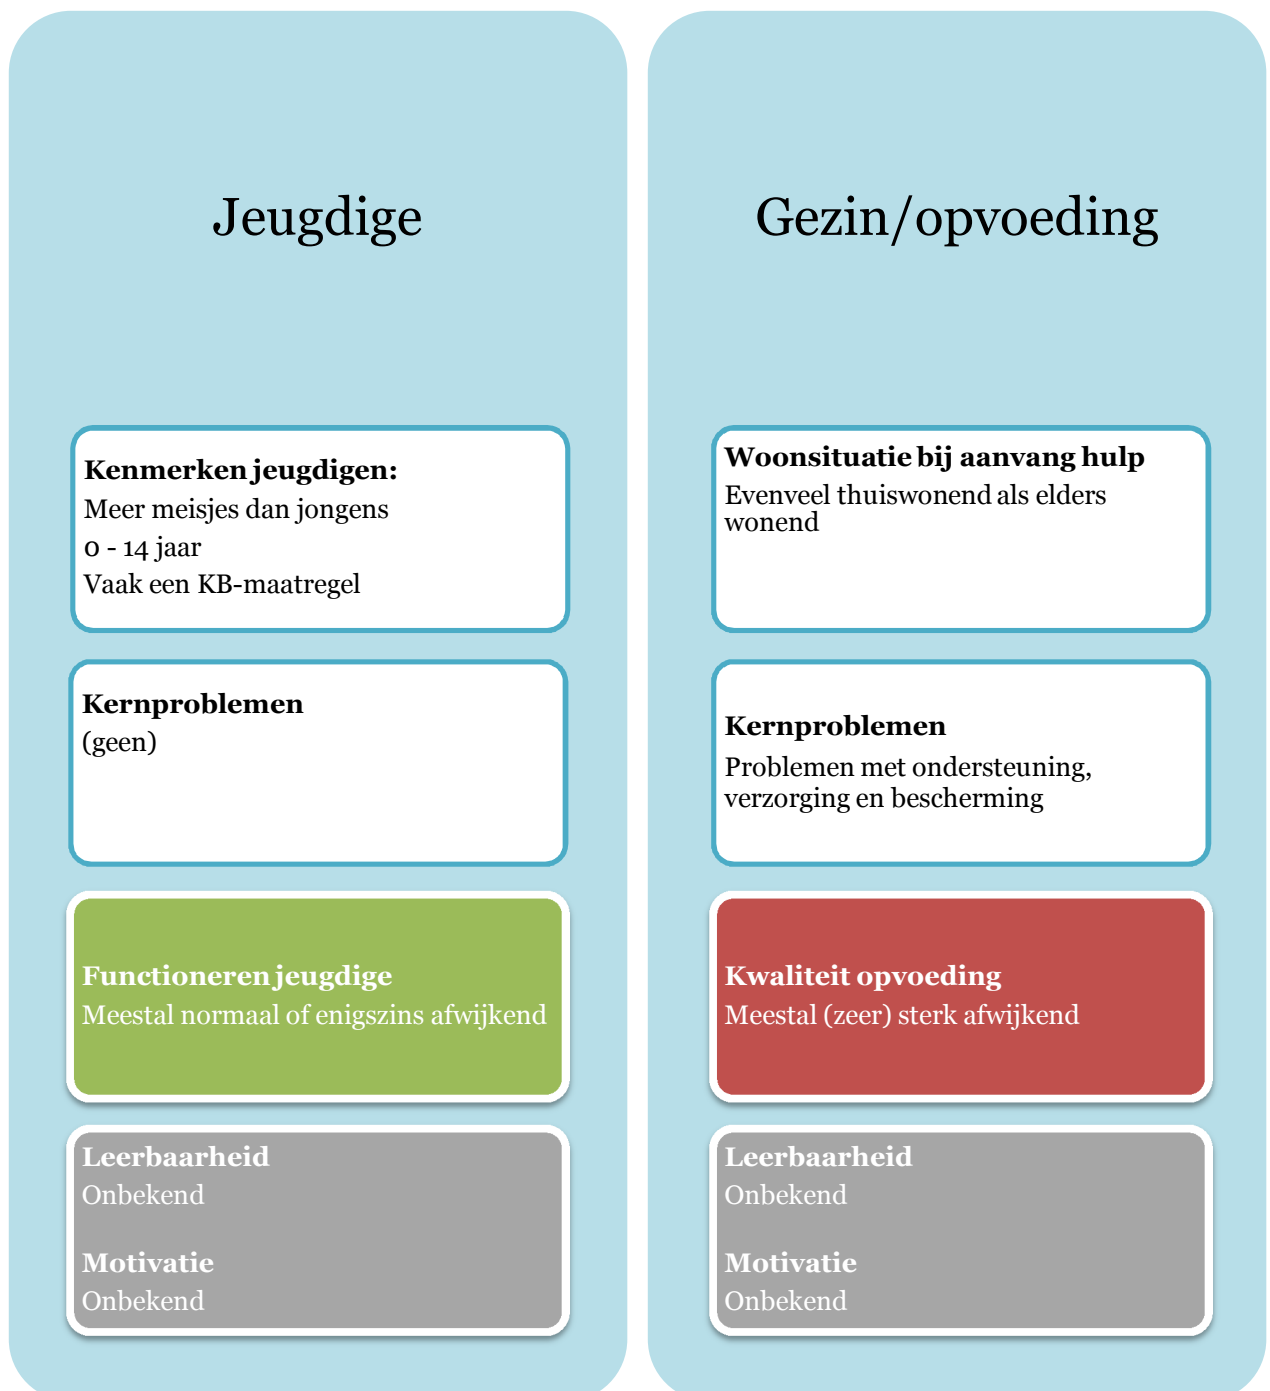 Jeugdige
Kenmerken jeugdigen:
Meer meisjes dan jongens
0 - 14 jaar
Vaak een KB-maatregel
Kernproblemen
(geen)
Functioneren jeugdige
Meestal normaal of enigszins afwijkend
Leerbaarheid
Onbekend
Motivatie
Onbekend
Gezin/opvoeding
Woonsituatie bij aanvang hulp
Evenveel thuiswonend als elders
wonend
Kernproblemen
Problemen met ondersteuning,
verzorging en bescherming
Kwaliteit opvoeding
Meestal (zeer) sterk afwijkend
Leerbaarheid
Onbekend
Motivatie
Onbekend